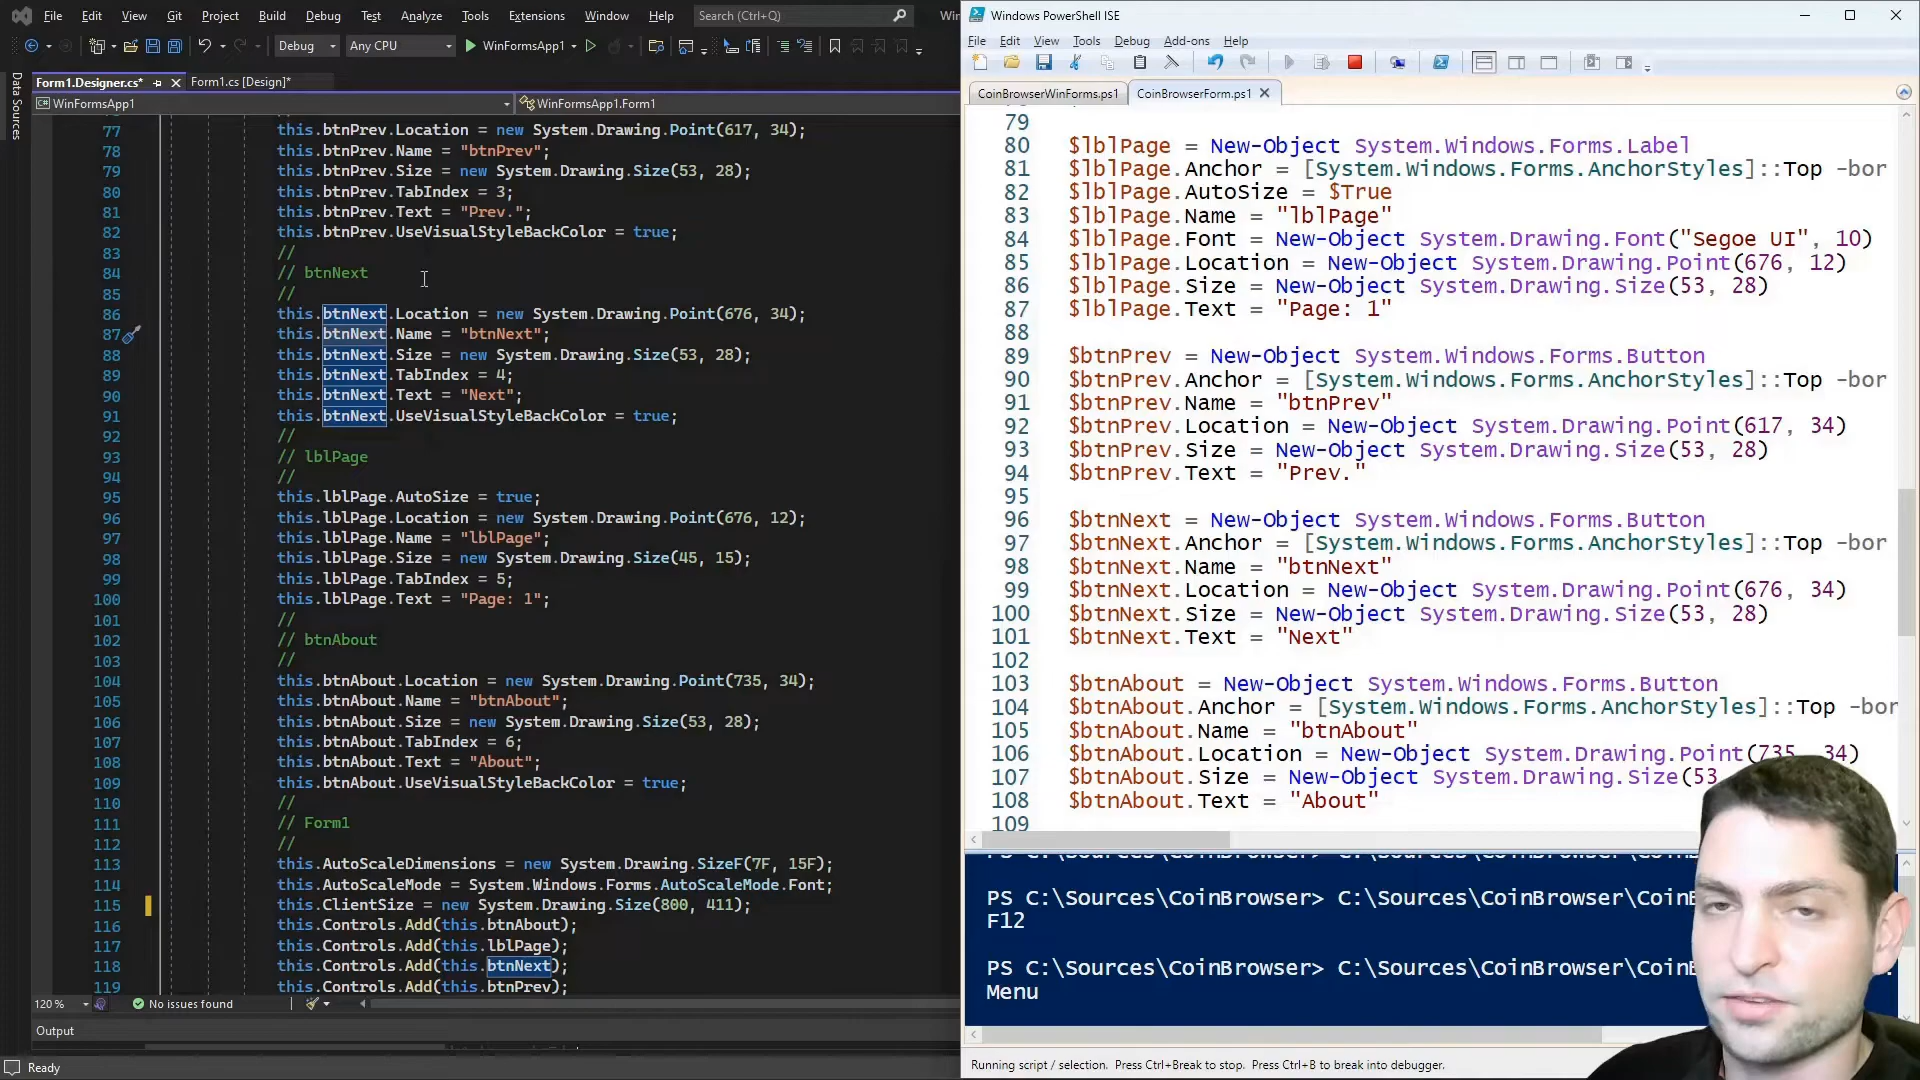 File Edit View Git Project Build Debug Test Analyze Tools Extensions Window Help Search (Ctrl+Q)
Debug Any CPU WinFormsApp1
Data Sources
Form1.Designer.cs* Form1.cs [Design]*
WinFormsApp1 WinFormsApp1.Form1
77 this.btnPrev.Location = new System.Drawing.Point(617, 34);
78 this.btnPrev.Name = "btnPrev";
79 this.btnPrev.Size = new System.Drawing.Size(53, 28);
80 this.btnPrev.TabIndex = 3;
81 this.btnPrev.Text = "Prev.";
82 this.btnPrev.UseVisualStyleBackColor = true;
83 //
84 // btnNext
85 //
86 this.btnNext.Location = new System.Drawing.Point(676, 34);
87 this.btnNext.Name = "btnNext";
88 this.btnNext.Size = new System.Drawing.Size(53, 28);
89 this.btnNext.TabIndex = 4;
90 this.btnNext.Text = "Next";
91 this.btnNext.UseVisualStyleBackColor = true;
92 //
93 // lblPage
94 //
95 this.lblPage.AutoSize = true;
96 this.lblPage.Location = new System.Drawing.Point(676, 12);
97 this.lblPage.Name = "lblPage";
98 this.lblPage.Size = new System.Drawing.Size(45, 15);
99 this.lblPage.TabIndex = 5;
100 this.lblPage.Text = "Page: 1";
101 //
102 // btnAbout
103 //
104 this.btnAbout.Location = new System.Drawing.Point(735, 34);
105 this.btnAbout.Name = "btnAbout";
106 this.btnAbout.Size = new System.Drawing.Size(53, 28);
107 this.btnAbout.TabIndex = 6;
108 this.btnAbout.Text = "About";
109 this.btnAbout.UseVisualStyleBackColor = true;
110 //
111 // Form1
112 //
113 this.AutoScaleDimensions = new System.Drawing.SizeF(7F, 15F);
114 this.AutoScaleMode = System.Windows.Forms.AutoScaleMode.Font;
115 this.ClientSize = new System.Drawing.Size(800, 411);
116 this.Controls.Add(this.btnAbout);
117 this.Controls.Add(this.lblPage);
118 this.Controls.Add(this.btnNext);
119 this.Controls.Add(this.btnPrev);
120 % No issues found
Output
Ready
Windows PowerShell ISE
File Edit View Tools Debug Add-ons Help
CoinBrowserWinForms.ps1 CoinBrowserForm.ps1
79
80 $lblPage = New-Object System.Windows.Forms.Label
81 $lblPage.Anchor = [System.Windows.Forms.AnchorStyles]::Top -bor
82 $lblPage.AutoSize = $True
83 $lblPage.Name = "lblPage"
84 $lblPage.Font = New-Object System.Drawing.Font("Segoe UI", 10)
85 $lblPage.Location = New-Object System.Drawing.Point(676, 12)
86 $lblPage.Size = New-Object System.Drawing.Size(53, 28)
87 $lblPage.Text = "Page: 1"
88
89 $btnPrev = New-Object System.Windows.Forms.Button
90 $btnPrev.Anchor = [System.Windows.Forms.AnchorStyles]::Top -bor
91 $btnPrev.Name = "btnPrev"
92 $btnPrev.Location = New-Object System.Drawing.Point(617, 34)
93 $btnPrev.Size = New-Object System.Drawing.Size(53, 28)
94 $btnPrev.Text = "Prev."
95
96 $btnNext = New-Object System.Windows.Forms.Button
97 $btnNext.Anchor = [System.Windows.Forms.AnchorStyles]::Top -bor
98 $btnNext.Name = "btnNext"
99 $btnNext.Location = New-Object System.Drawing.Point(676, 34)
100 $btnNext.Size = New-Object System.Drawing.Size(53, 28)
101 $btnNext.Text = "Next"
102
103 $btnAbout = New-Object System.Windows.Forms.Button
104 $btnAbout.Anchor = [System.Windows.Forms.AnchorStyles]::Top -bor
105 $btnAbout.Name = "btnAbout"
106 $btnAbout.Location = New-Object System.Drawing.Point(735, 34)
107 $btnAbout.Size = New-Object System.Drawing.Size(53
108 $btnAbout.Text = "About"
109
PS C:\Sources\CoinBrowser> C:\Sources\CoinBrowser\Coin
F12
PS C:\Sources\CoinBrowser> C:\Sources\CoinBrowser\Coin
Menu
Running script / selection. Press Ctrl+Break to stop. Press Ctrl+B to break into debugger.